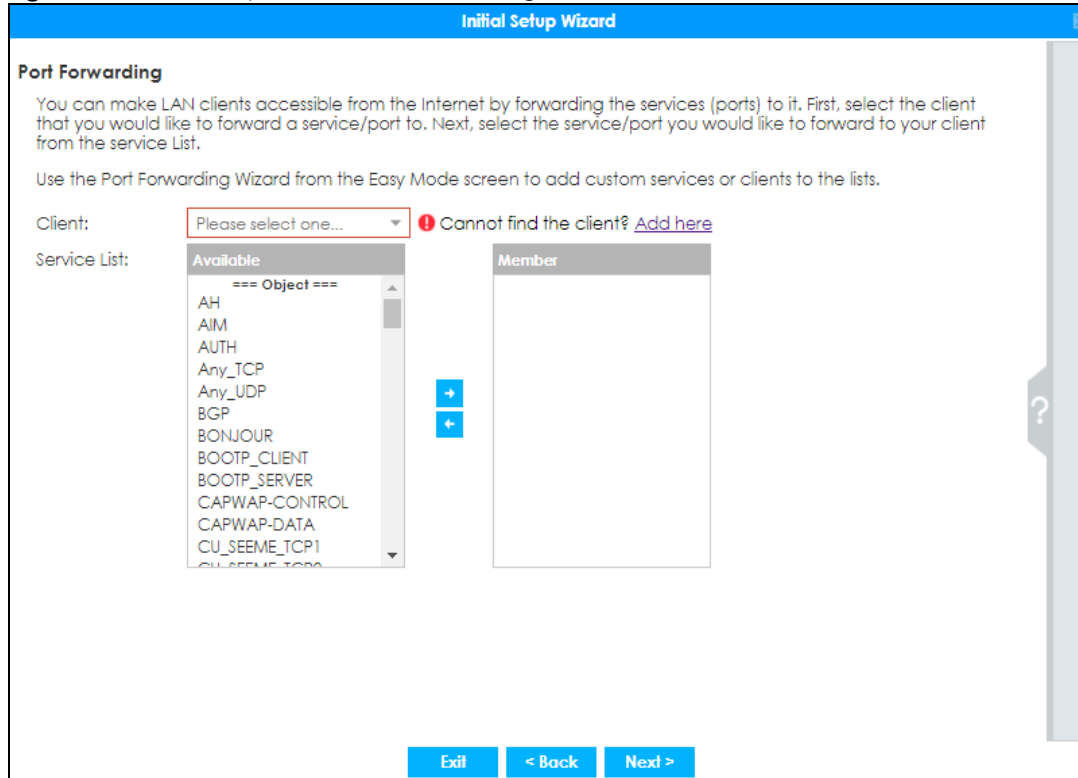 Initial Setup Wizard
Port Forwarding
You can make LAN clients accessible from the Internet by forwarding the services (ports) to it. First, select the client
that you would like to forward a service/port to. Next, select the service/port you would like to forward to your client
from the service List.
Use the Port Forwarding Wizard from the Easy Mode screen to add custom services or clients to the lists.
Client: Please select one... Cannot find the client? Add here
Service List: Available Member
=== Object ===
AH
AIM
AUTH
Any_TCP
Any_UDP
BGP
BONJOUR
BOOTP_CLIENT
BOOTP_SERVER
CAPWAP-CONTROL
CAPWAP-DATA
CU_SEEME_TCP1
?
Exit < Back Next >